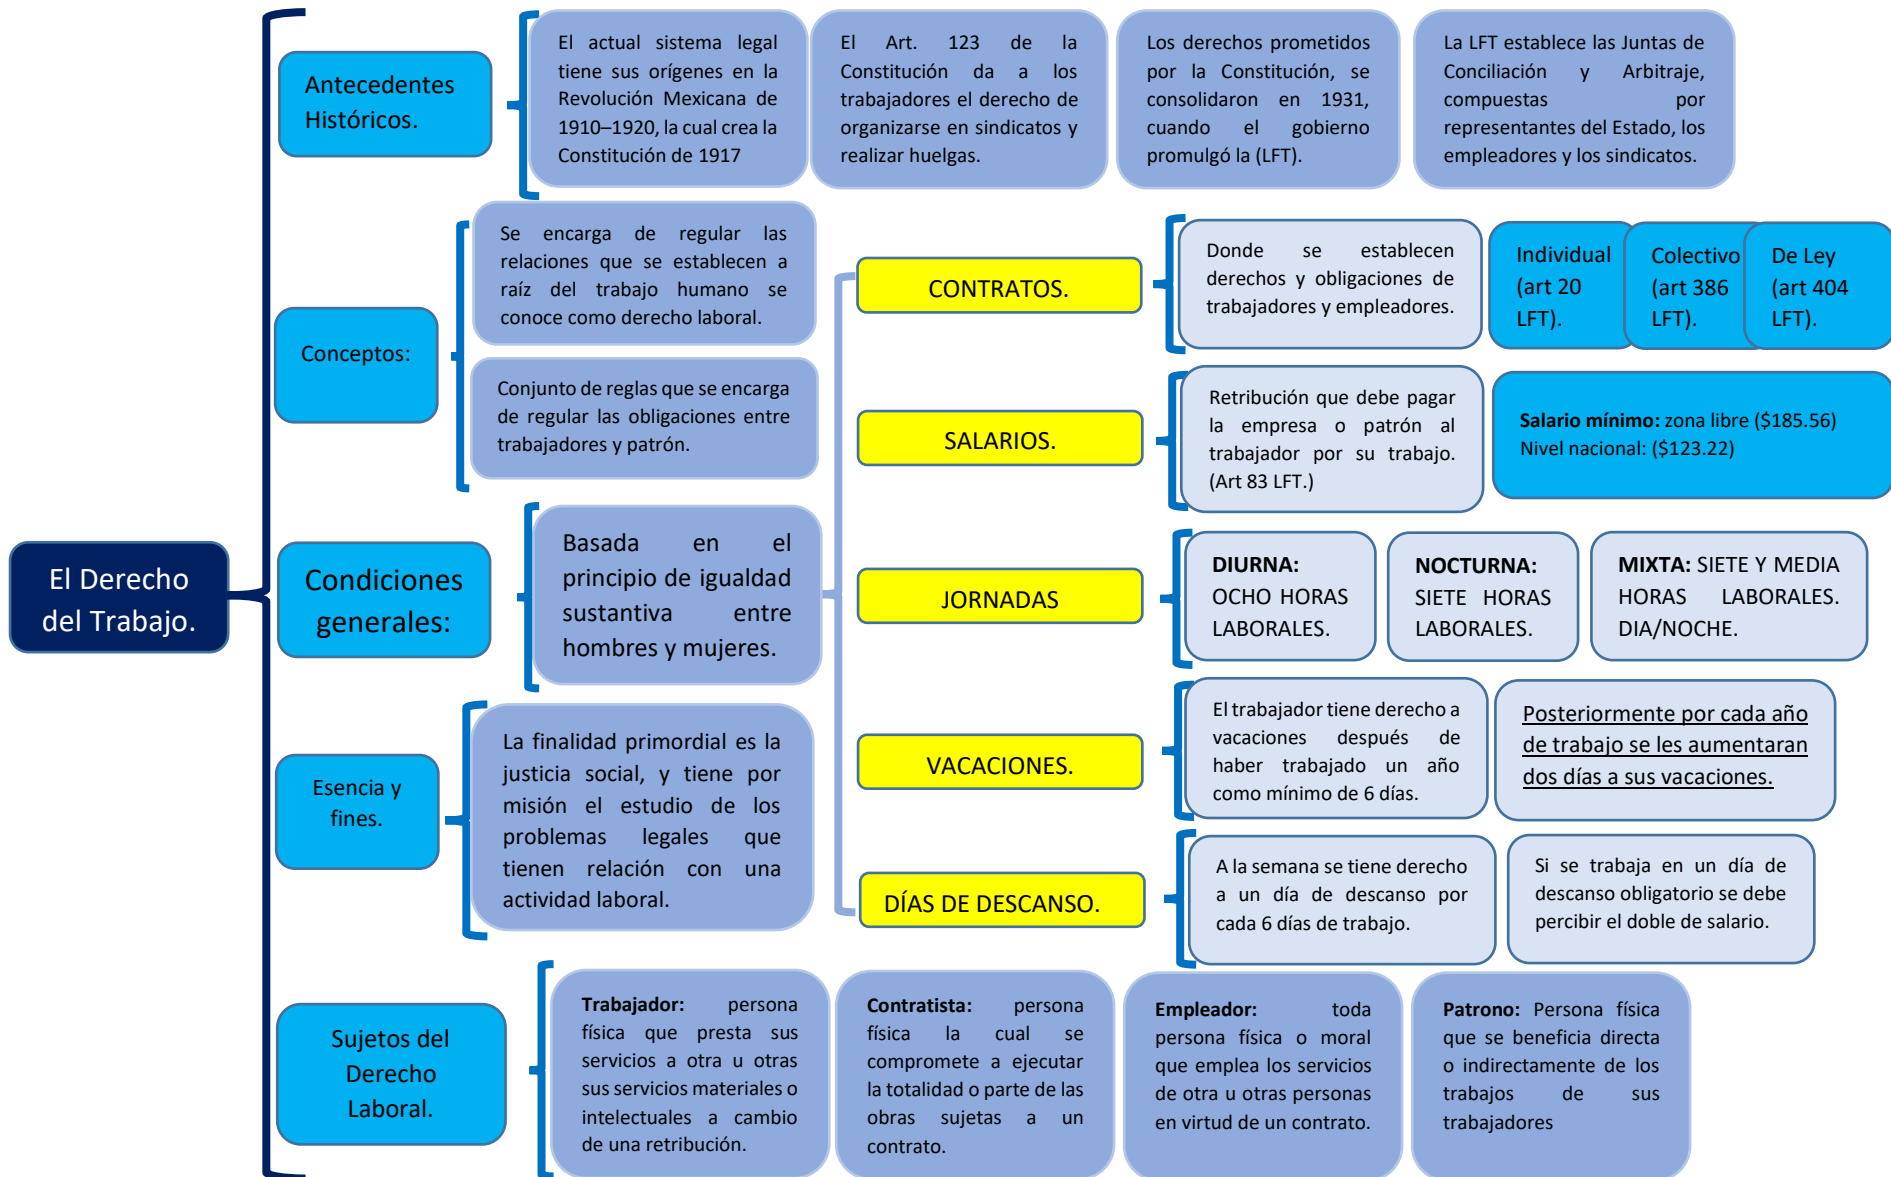 El Derecho
del Trabajo.
Antecedentes
Históricos.
El actual sistema legal
tiene sus orígenes en la
Revolución Mexicana de
1910–1920, la cual crea la
Constitución de 1917
El Art. 123 de la
Constitución da a los
trabajadores el derecho de
organizarse en sindicatos y
realizar huelgas.
Los derechos prometidos
por la Constitución, se
consolidaron en 1931,
cuando el gobierno
promulgó la (LFT).
La LFT establece las Juntas de
Conciliación y Arbitraje,
compuestas por
representantes del Estado, los
empleadores y los sindicatos.
Conceptos:
Se encarga de regular las
relaciones que se establecen a
raíz del trabajo humano se
conoce como derecho laboral.
Conjunto de reglas que se encarga
de regular las obligaciones entre
trabajadores y patrón.
Condiciones
generales:
Basada en el
principio de igualdad
sustantiva entre
hombres y mujeres.
CONTRATOS.
Donde se establecen
derechos y obligaciones de
trabajadores y empleadores.
Individual
(art 20
LFT).
Colectivo
(art 386
LFT).
De Ley
(art 404
LFT).
SALARIOS.
Retribución que debe pagar
la empresa o patrón al
trabajador por su trabajo.
(Art 83 LFT.)
Salario mínimo: zona libre ($185.56)
Nivel nacional: ($123.22)
JORNADAS
DIURNA:
OCHO HORAS
LABORALES.
NOCTURNA:
SIETE HORAS
LABORALES.
MIXTA: SIETE Y MEDIA
HORAS LABORALES.
DIA/NOCHE.
VACACIONES.
El trabajador tiene derecho a
vacaciones después de
haber trabajado un año
como mínimo de 6 días.
Posteriormente por cada año
de trabajo se les aumentaran
dos días a sus vacaciones.
DÍAS DE DESCANSO.
A la semana se tiene derecho
a un día de descanso por
cada 6 días de trabajo.
Si se trabaja en un día de
descanso obligatorio se debe
percibir el doble de salario.
Esencia y
fines.
La finalidad primordial es la
justicia social, y tiene por
misión el estudio de los
problemas legales que
tienen relación con una
actividad laboral.
Sujetos del
Derecho
Laboral.
Trabajador: persona
física que presta sus
servicios a otra u otras
sus servicios materiales o
intelectuales a cambio
de una retribución.
Contratista: persona
física la cual se
compromete a ejecutar
la totalidad o parte de las
obras sujetas a un
contrato.
Empleador: toda
persona física o moral
que emplea los servicios
de otra u otras personas
en virtud de un contrato.
Patrono: Persona física
que se beneficia directa
o indirectamente de los
trabajos de sus
trabajadores